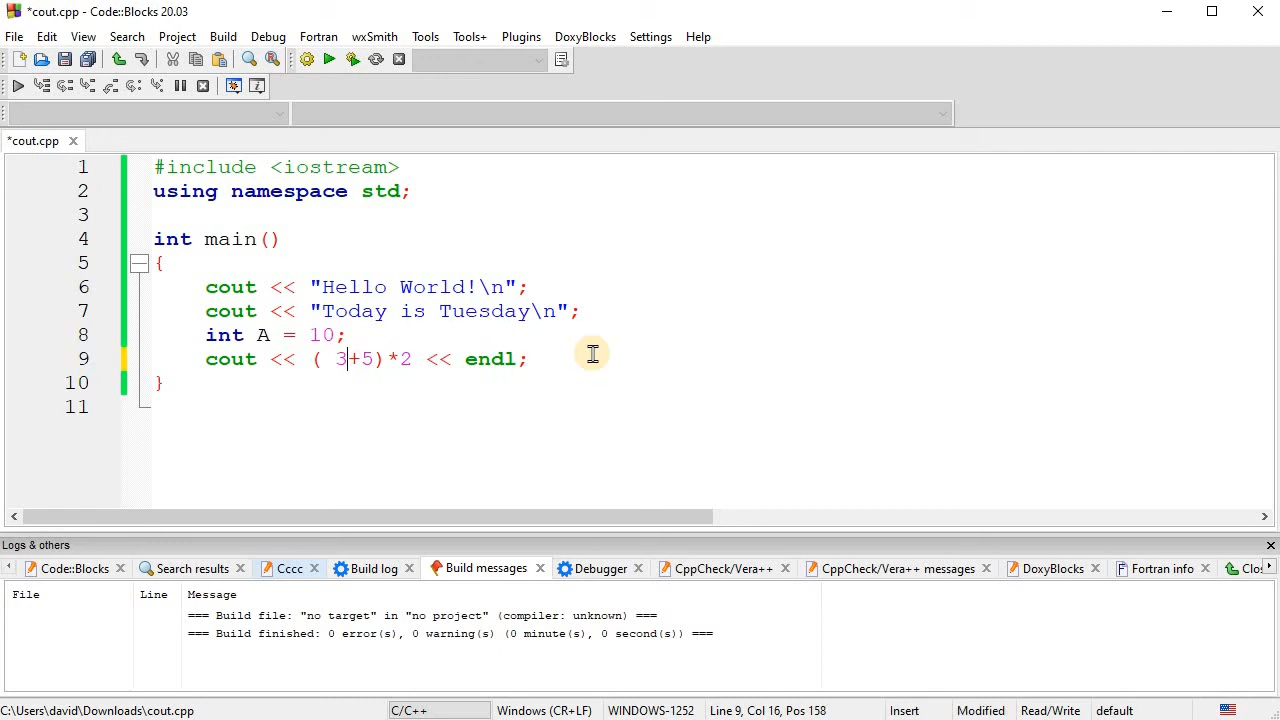 *cout.cpp - Code::Blocks 20.03
File Edit View Search Project Build Debug Fortran wxSmith Tools Tools+ Plugins DoxyBlocks Settings Help
*cout.cpp
1 #include <iostream>
2 using namespace std;
3
4 int main()
5 {
6 cout << "Hello World!\n";
7 cout << "Today is Tuesday\n";
8 int A = 10;
9 cout << ( 3+5)*2 << endl;
10 }
11
Logs & others
Code::Blocks Search results Cccc Build log Build messages Debugger CppCheck/Vera++ CppCheck/Vera++ messages DoxyBlocks Fortran info Clos
File Line Message
=== Build file: "no target" in "no project" (compiler: unknown) ===
=== Build finished: 0 error(s), 0 warning(s) (0 minute(s), 0 second(s)) ===
C:\Users\david\Downloads\cout.cpp C/C++ Windows (CR+LF) WINDOWS-1252 Line 9, Col 16, Pos 158 Insert Modified Read/Write default